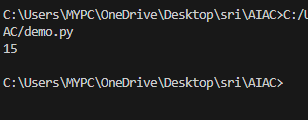 C:\Users\MYPC\OneDrive\Desktop\sri\AIAC>C:/
AC/demo.py
15
C:\Users\MYPC\OneDrive\Desktop\sri\AIAC>